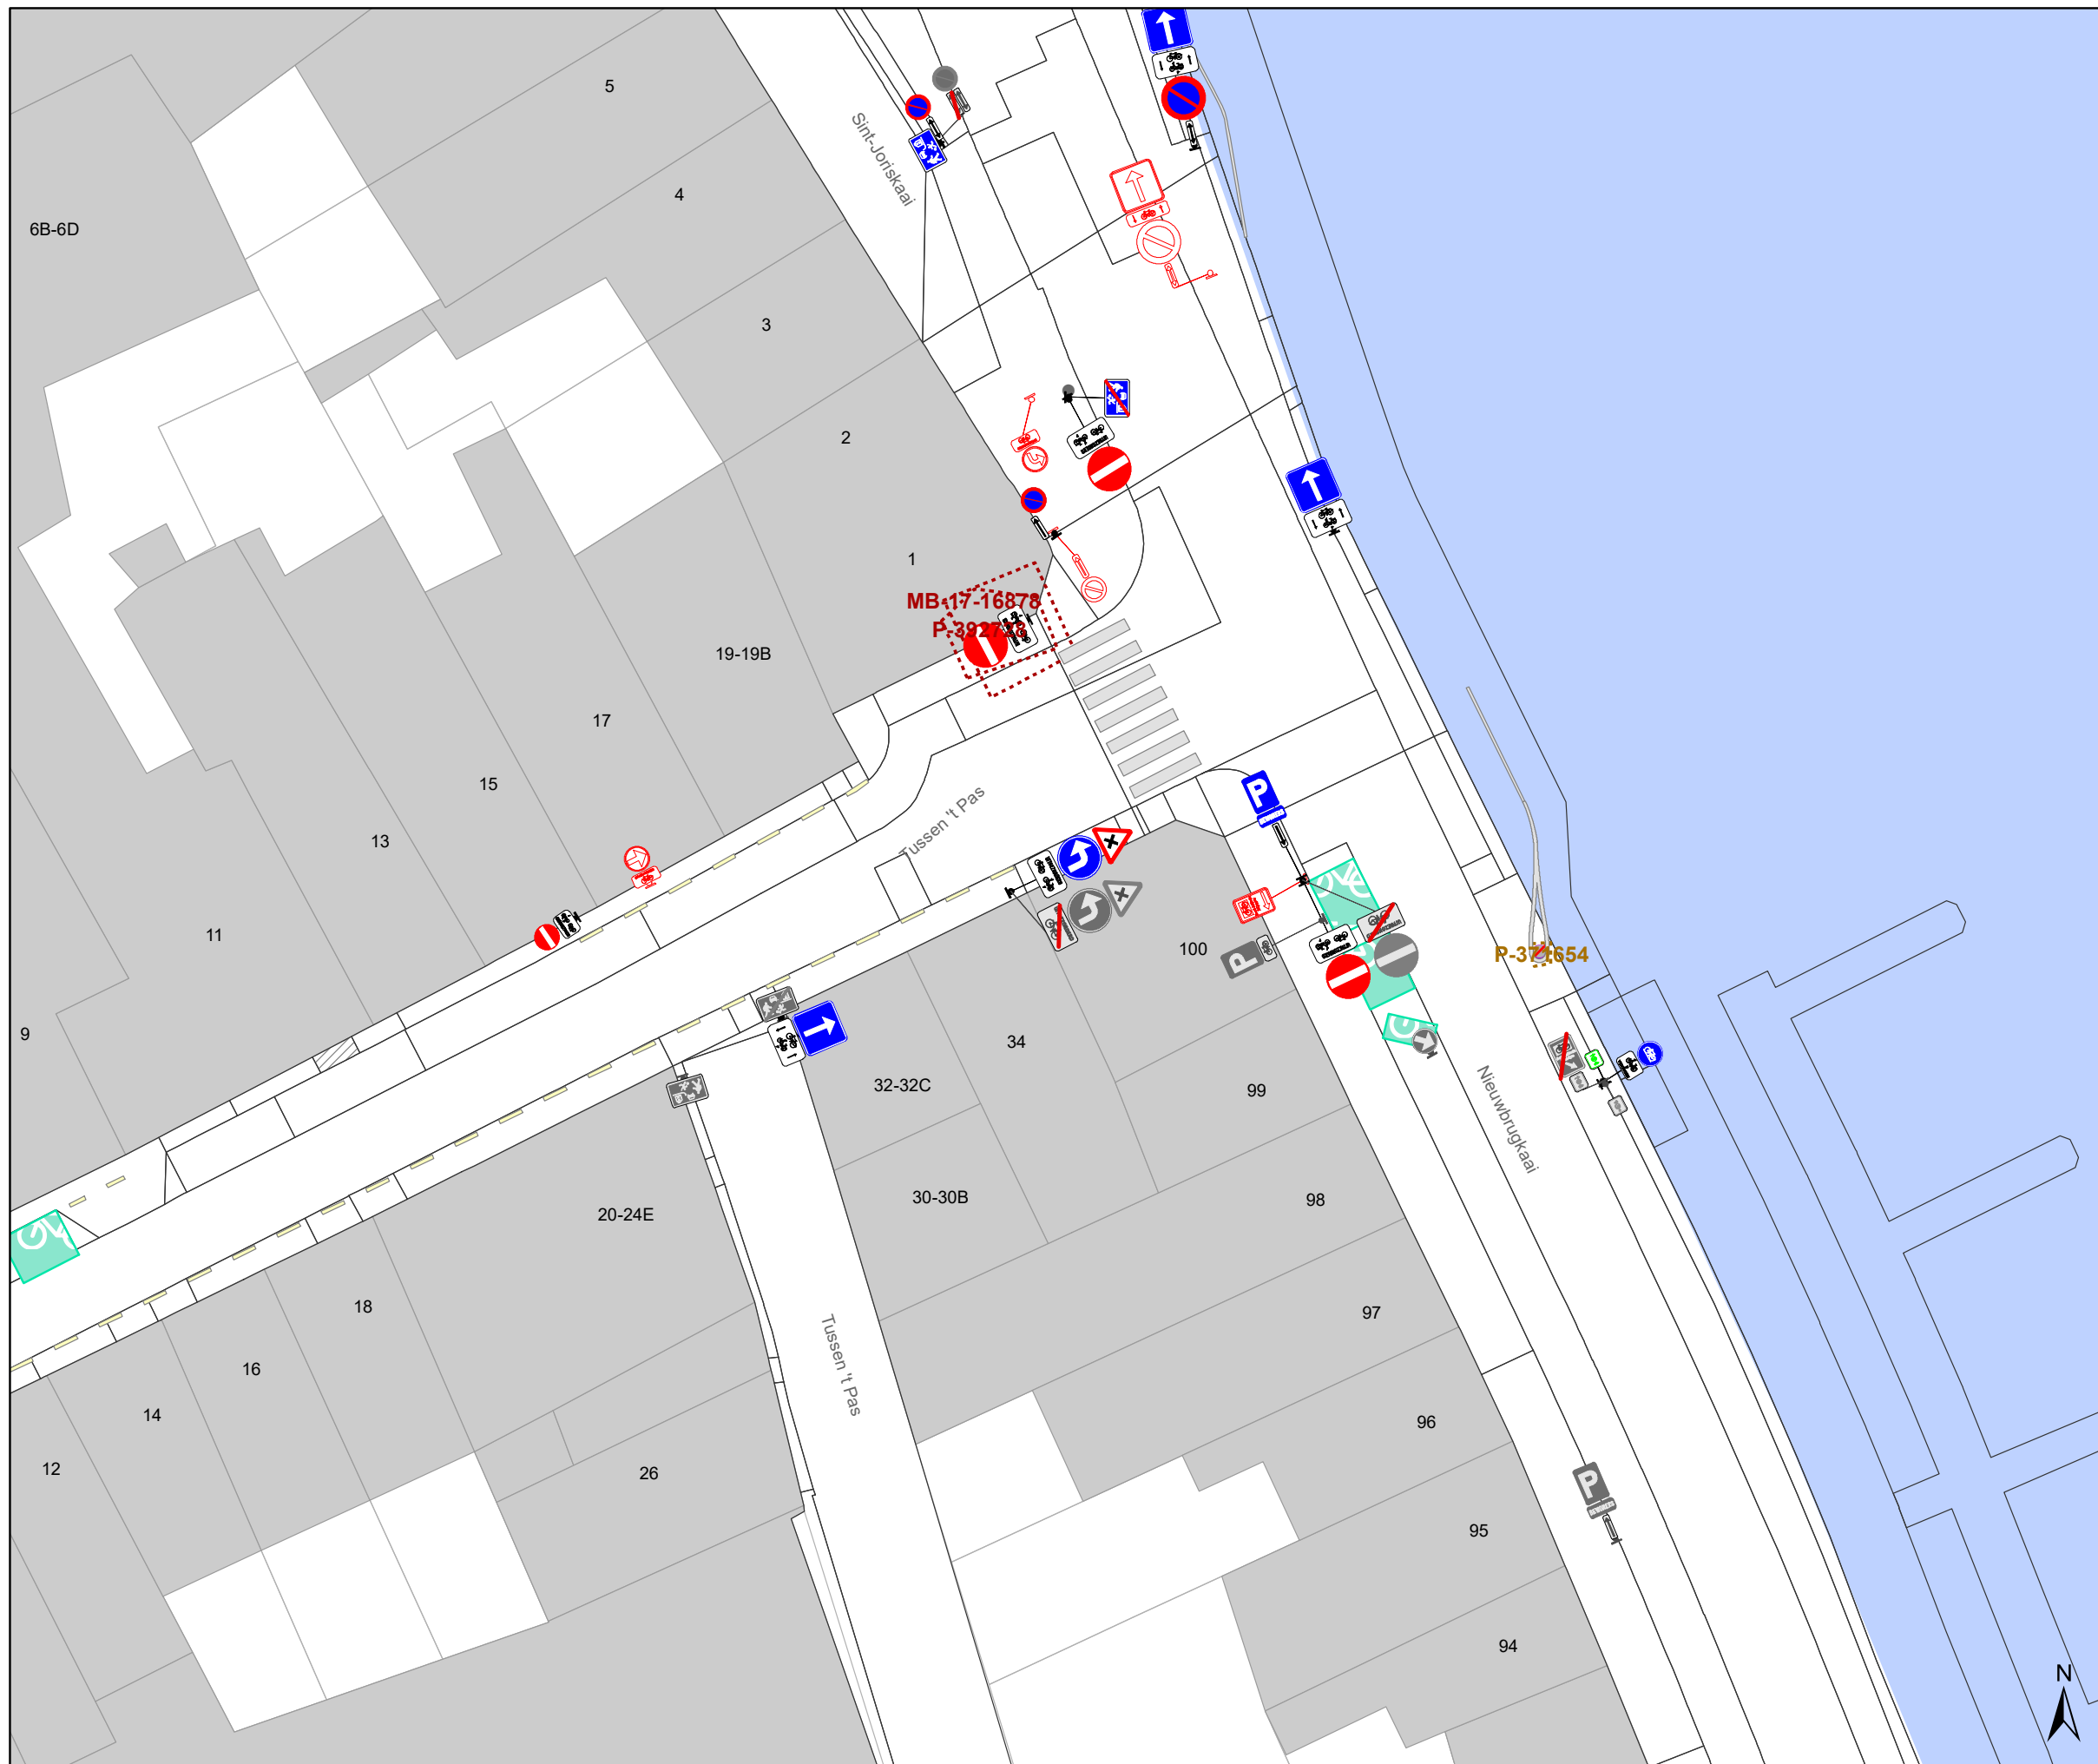 5
Sint-Joriskaai
4
6B-6D
3
2
1
MB-17-16878
P-392728
19-19B
17
15
Tussen 't Pas
13
P
11
100
P
P-371654
9
34
32-32C
99
Nieuwbrugkaai
30-30B
98
20-24E
18
97
Tussen 't Pas
16
14
96
12
26
P
95
94
N